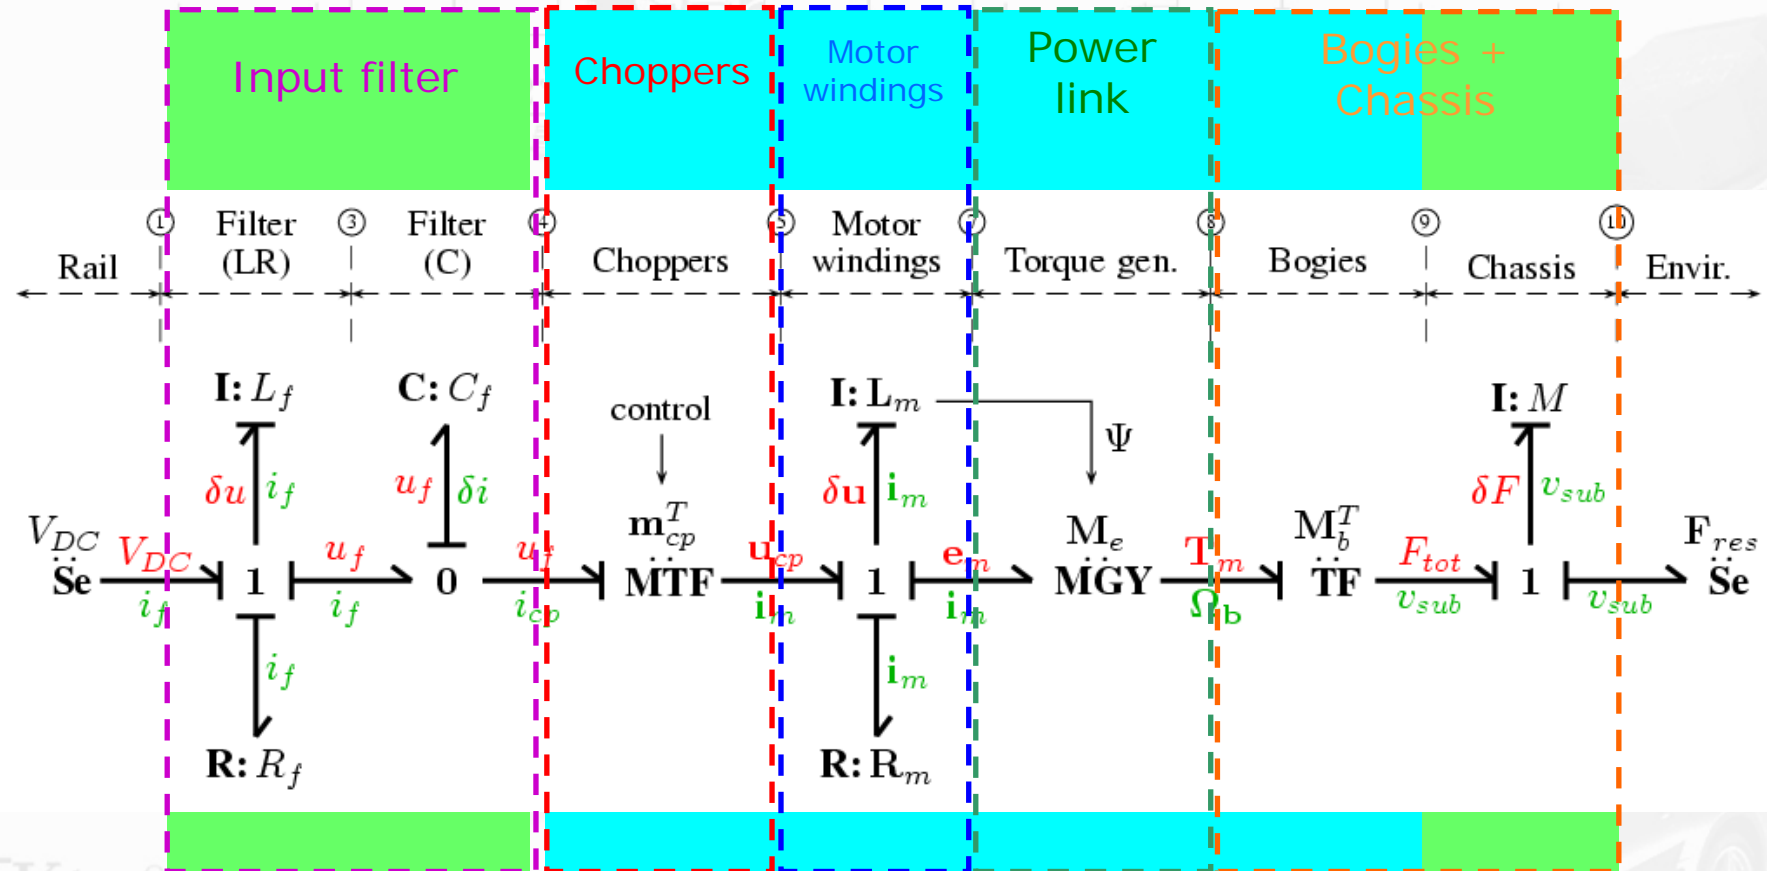 Input filter
Choppers
Motor
windings
Power
link
Bogies +
Chassis
① Filter ③ Filter ④ ⑤ Motor ⑦ ⑧ ⑨ ⑩
Rail (LR) (C) Choppers windings Torque gen. Bogies Chassis Envir.
I: L_f C: C_f I: L_m I: M
control
Ψ
δu i_f u_f δi δu i_m δF v_sub
m_cp^T M_e M_b^T
V_DC F_res
V_DC u_f u_f u_cp e_m T_m F_tot
Se 1 0 MTF 1 MGY TF 1 Se
i_f i_f i_cp i_m i_m Ω_b v_sub v_sub
i_f i_m
R: R_f R: R_m